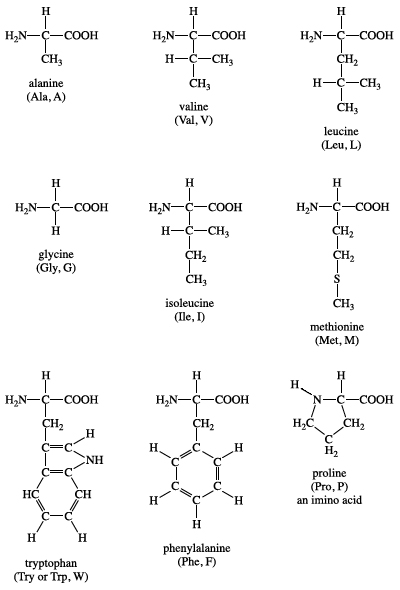 H
H₂N—C—COOH
CH₃
alanine
(Ala, A)
H
H₂N—C—COOH
H—C—CH₃
CH₃
valine
(Val, V)
H
H₂N—C—COOH
CH₂
H—C—CH₃
CH₃
leucine
(Leu, L)
H
H₂N—C—COOH
H
glycine
(Gly, G)
H
H₂N—C—COOH
H—C—CH₃
CH₂
CH₃
isoleucine
(Ile, I)
H
H₂N—C—COOH
CH₂
CH₂
S
CH₃
methionine
(Met, M)
H
H₂N—C—COOH
CH₂
H
C=C
NH
C=C
HC CH
C—C
H H
tryptophan
(Try or Trp, W)
H
H₂N—C—COOH
CH₂
H C H
C C
C C
H C H
H
phenylalanine
(Phe, F)
H H
N—C—COOH
H₂C CH₂
C
H₂
proline
(Pro, P)
an imino acid